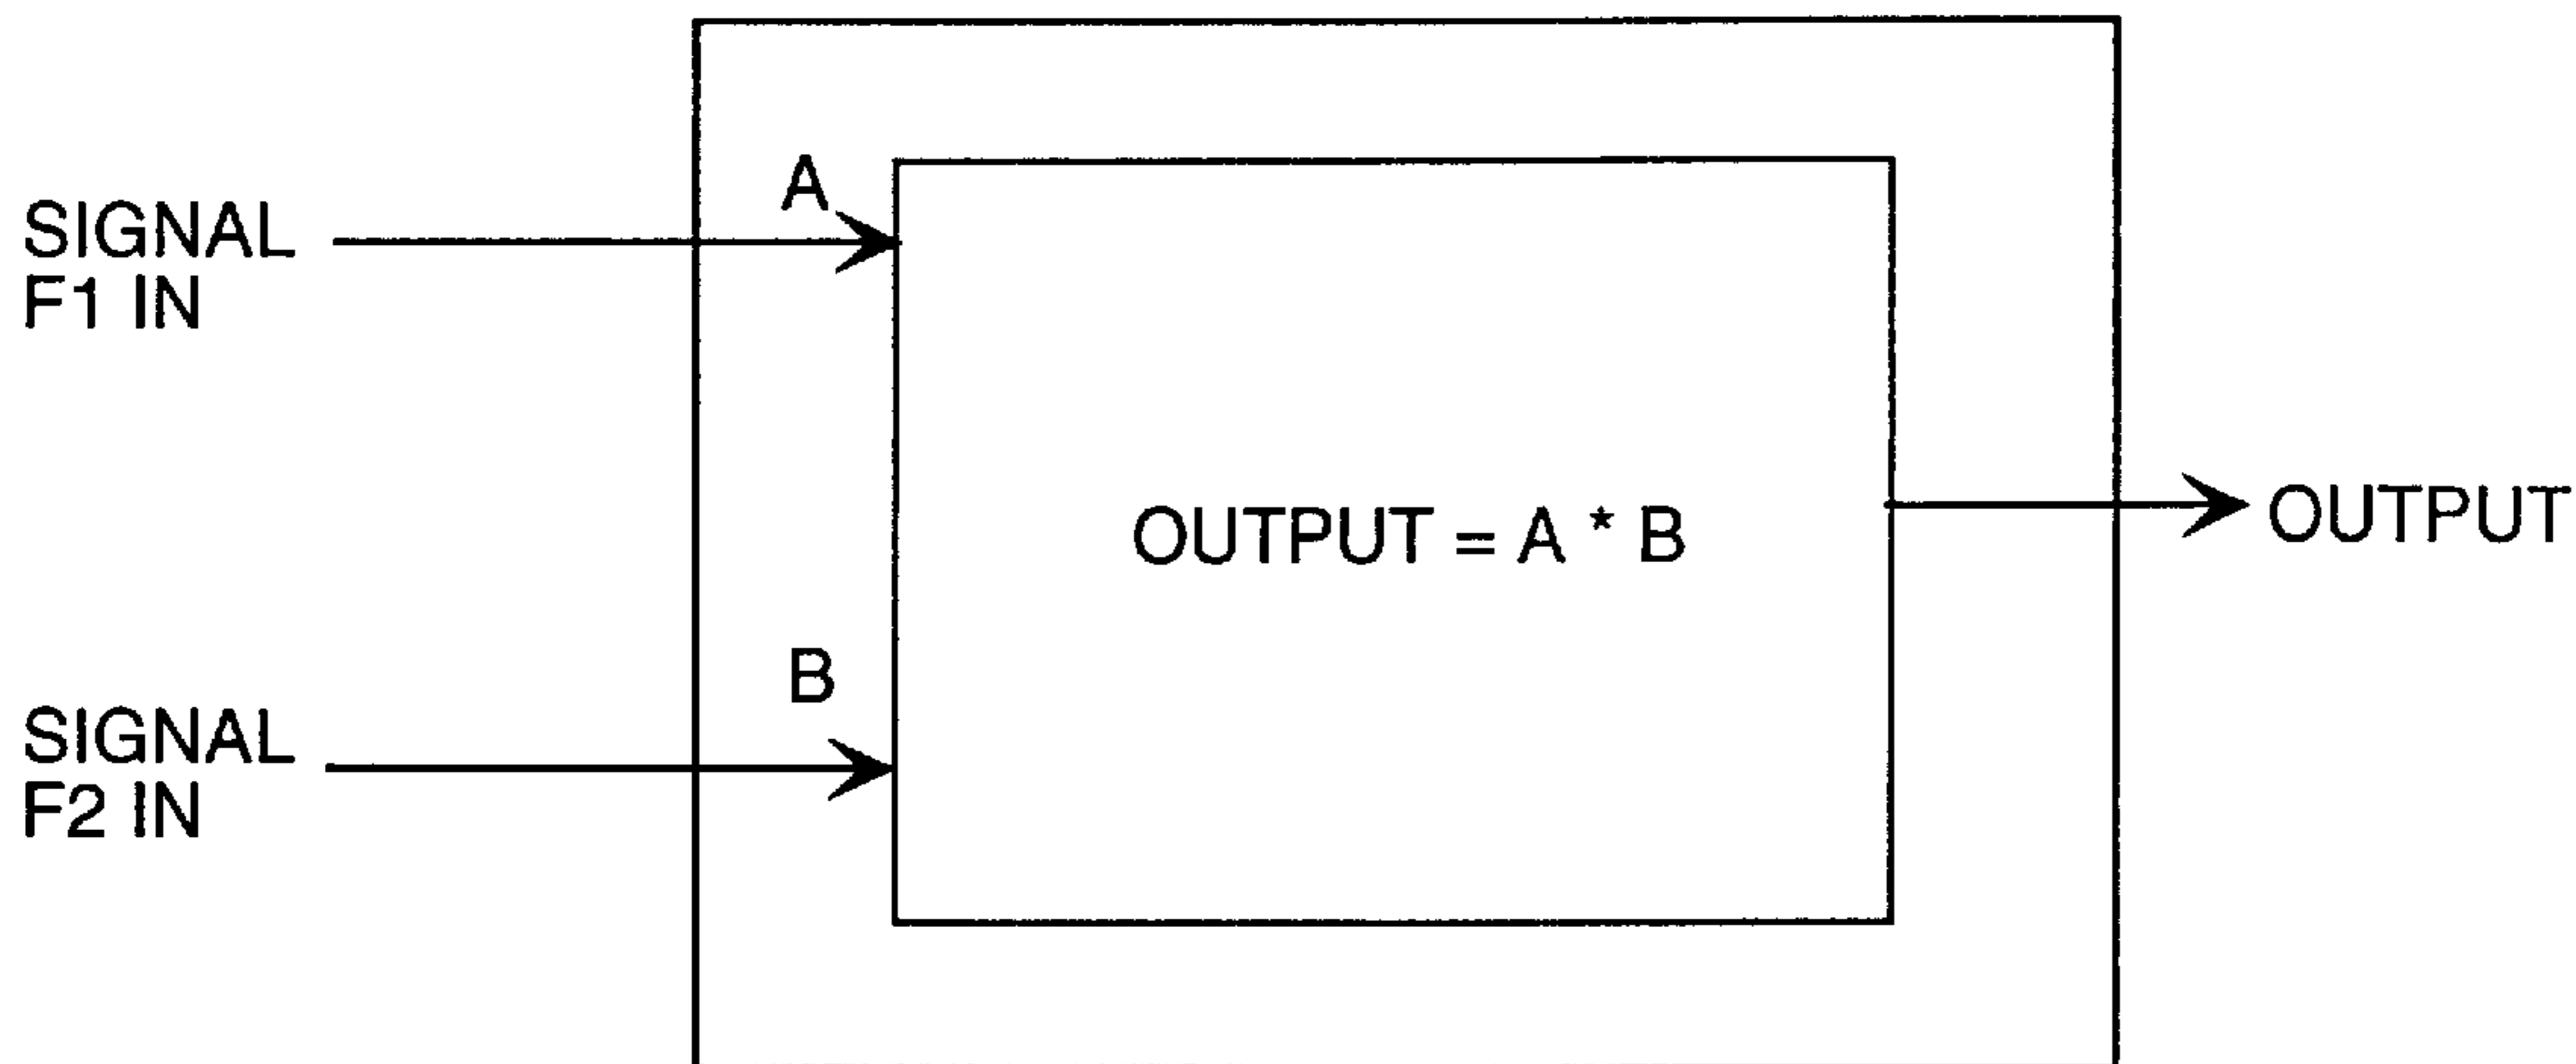 A
SIGNAL
F1 IN
OUTPUT = A * B
OUTPUT
B
SIGNAL
F2 IN